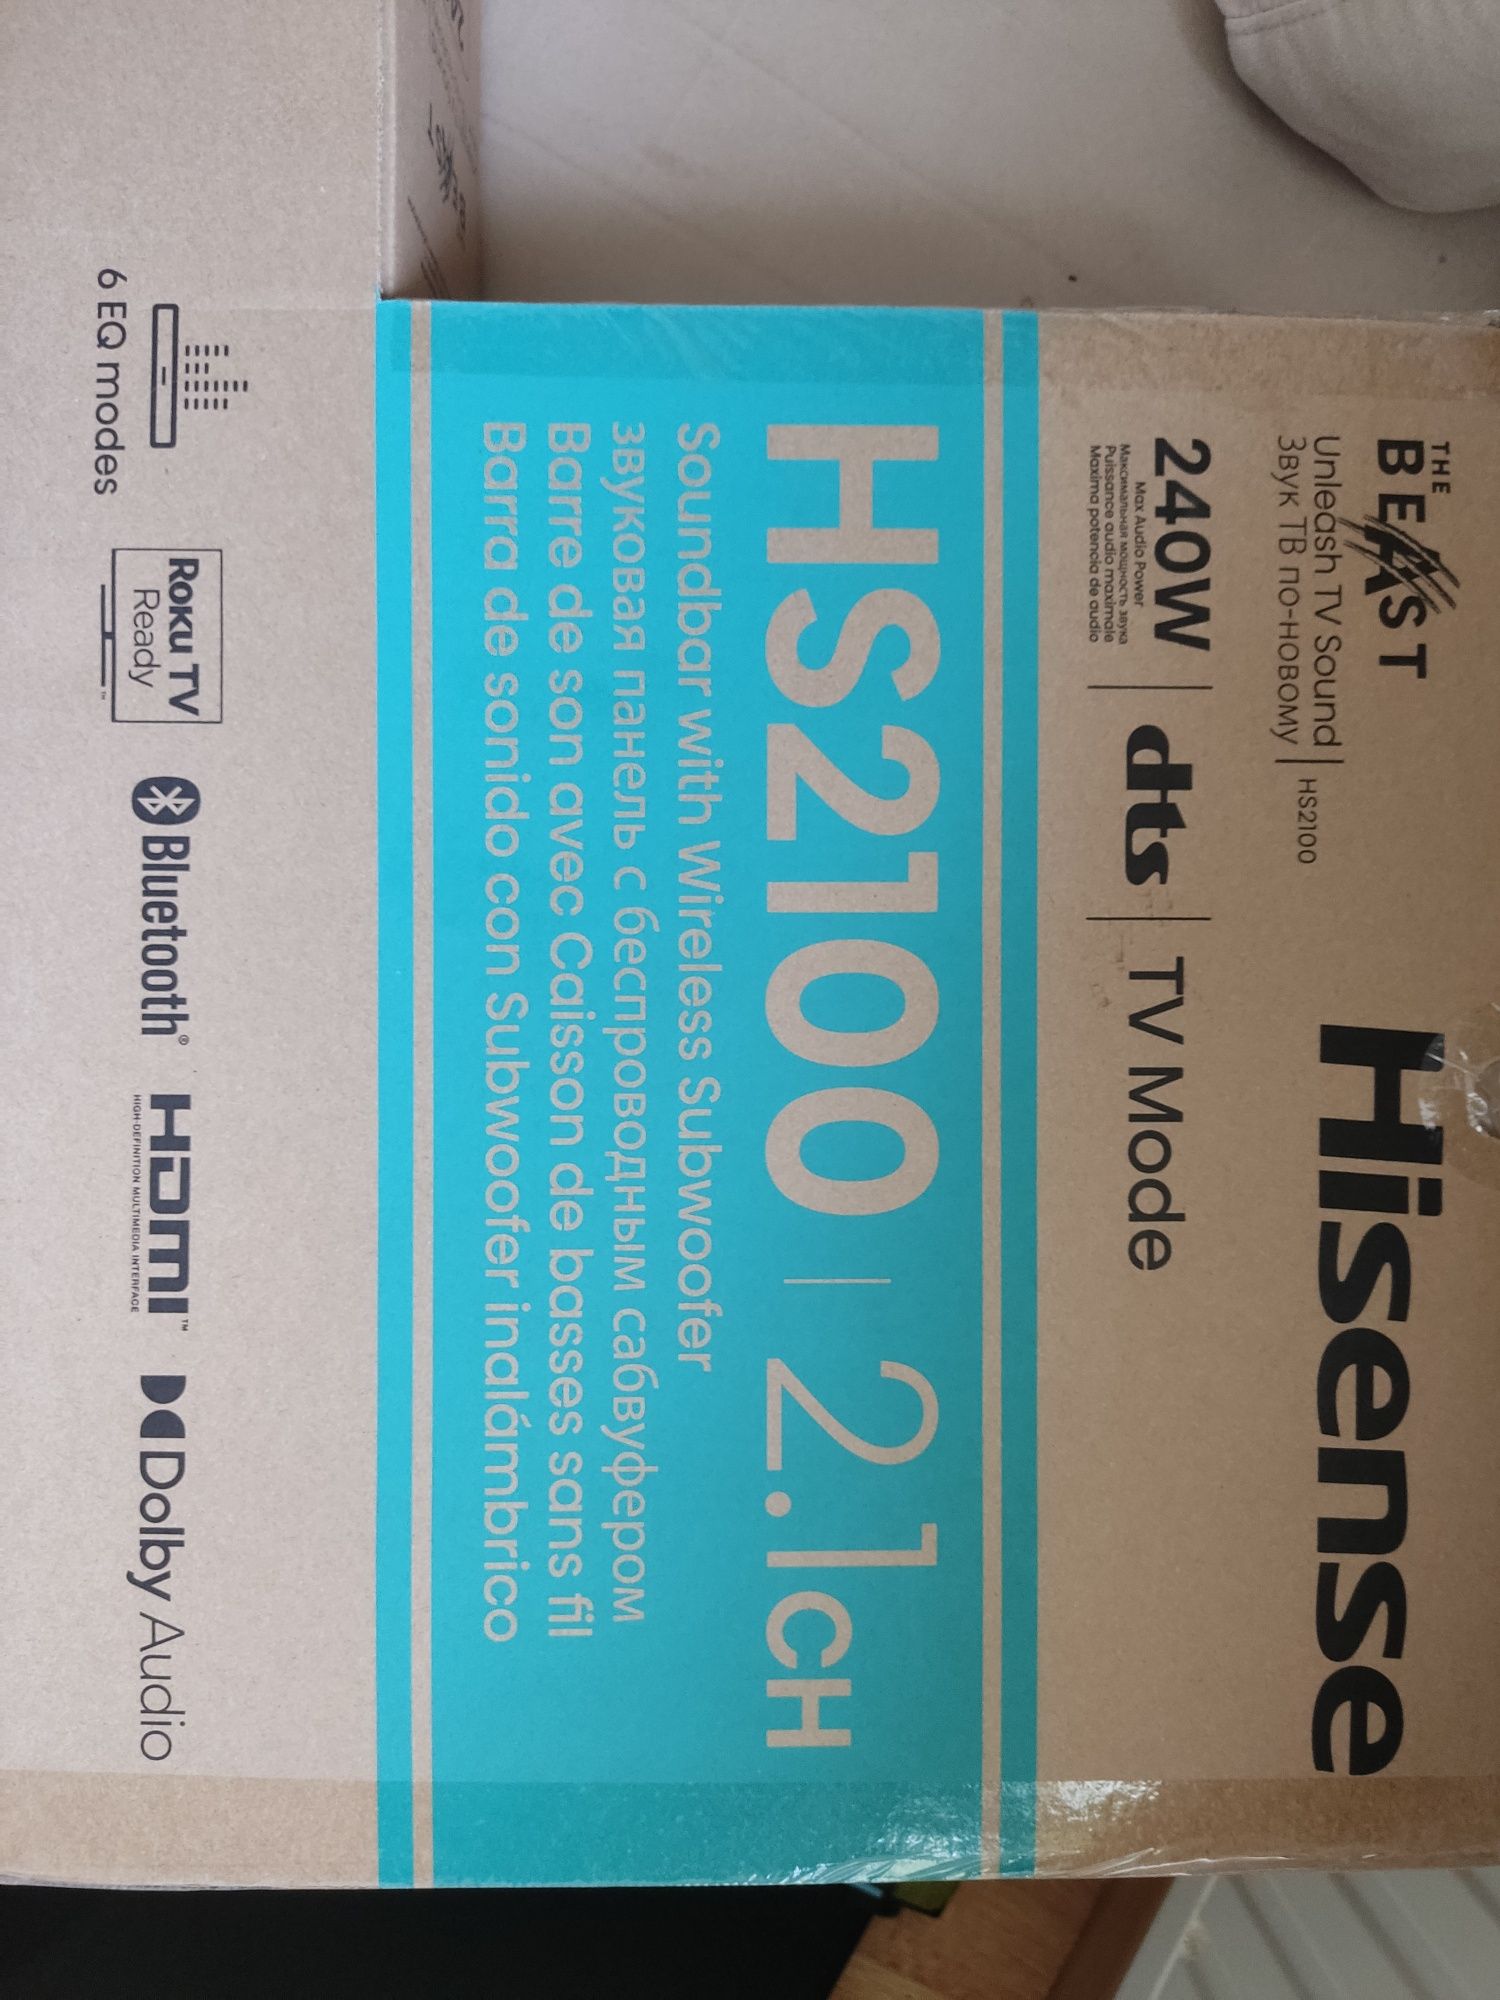 THE
BEAST
Unleash TV Sound
Звук ТВ по-новому
HS2100
Hisense
240W
Max Audio Power
Максимальная мощность звука
Puissance audio maximale
Maxima potencia de audio
dts
TV Mode
HS2100 | 2.1CH
Soundbar with Wireless Subwoofer
звуковая панель с беспроводным сабвуфером
Barre de son avec Caisson de basses sans fil
Barra de sonido con Subwoofer inalámbrico
6 EQ modes
ROKU TV
Ready
™
Bluetooth®
HDMI™
HIGH-DEFINITION MULTIMEDIA INTERFACE
Dolby Audio